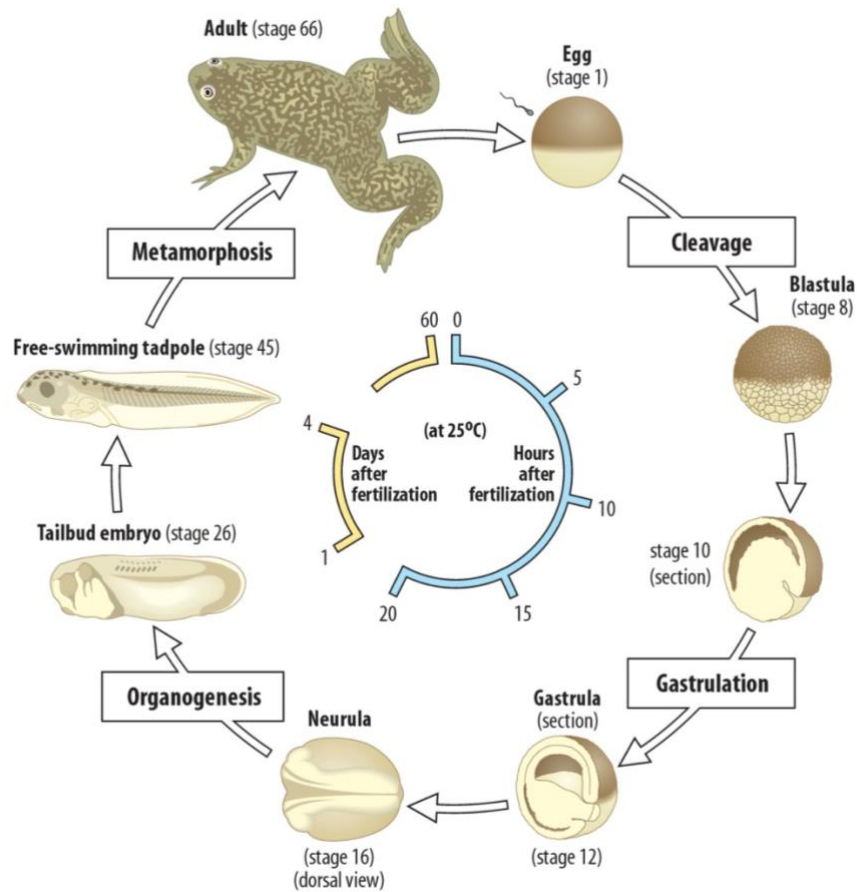 Adult (stage 66)
Egg
(stage 1)
Cleavage
Blastula
(stage 8)
stage 10
(section)
Gastrulation
Gastrula
(section)
(stage 12)
Neurula
(stage 16)
(dorsal view)
Organogenesis
Tailbud embryo (stage 26)
Free-swimming tadpole (stage 45)
Metamorphosis
60
0
5
10
15
20
1
4
(at 25ºC)
Days
after
fertilization
Hours
after
fertilization